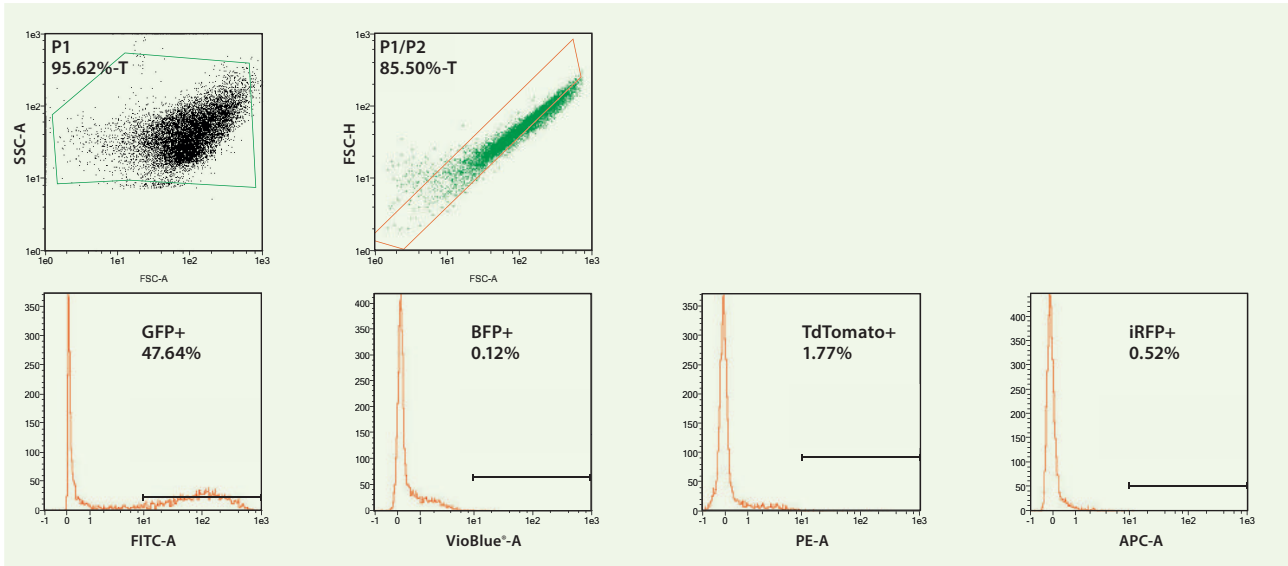 P1
95.62%-T
1e3
1e2
1e1
1e0
SSC-A
1e0
1e1
1e2
1e3
FSC-A
P1/P2
85.50%-T
1e3
1e2
1e1
1e0
FSC-H
1e0
1e1
1e2
1e3
FSC-A
GFP+
47.64%
350
300
250
200
150
100
50
0
-1
0
1
1e1
1e2
1e3
FITC-A
BFP+
0.12%
400
350
300
250
200
150
100
50
0
-1
0
1
1e1
1e2
1e3
VioBlue®-A
TdTomato+
1.77%
350
300
250
200
150
100
50
0
-1
0
1
1e1
1e2
1e3
PE-A
iRFP+
0.52%
400
350
300
250
200
150
100
50
0
-1
0
1
1e1
1e2
1e3
APC-A